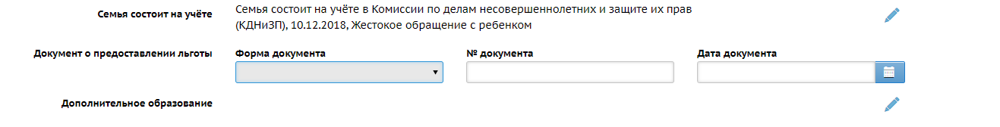 Семья состоит на учёте
Семья состоит на учёте в Комиссии по делам несовершеннолетних и защите их прав
(КДНиЗП), 10.12.2018, Жестокое обращение с ребенком
Документ о предоставлении льготы
Форма документа
№ документа
Дата документа
Дополнительное образование